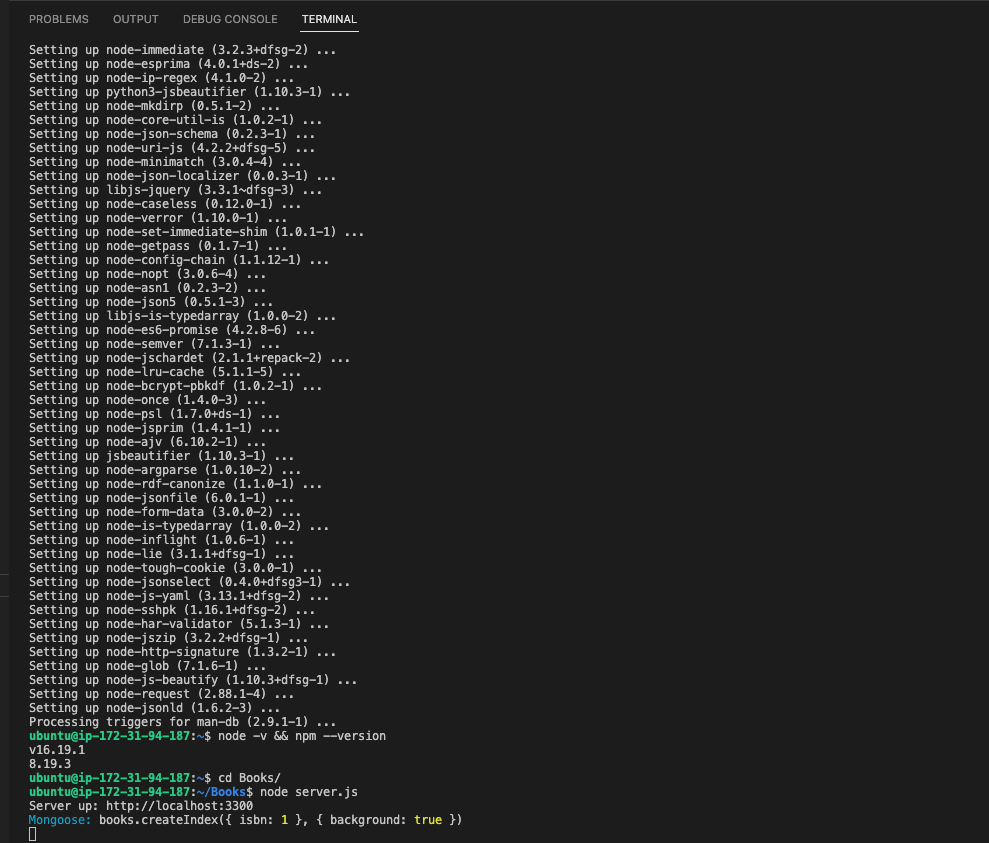 PROBLEMS OUTPUT DEBUG CONSOLE TERMINAL
Setting up node-immediate (3.2.3+dfsg-2) ...
Setting up node-esprima (4.0.1+ds-2) ...
Setting up node-ip-regex (4.1.0-2) ...
Setting up python3-jsbeautifier (1.10.3-1) ...
Setting up node-mkdirp (0.5.1-2) ...
Setting up node-core-util-is (1.0.2-1) ...
Setting up node-json-schema (0.2.3-1) ...
Setting up node-uri-js (4.2.2+dfsg-5) ...
Setting up node-minimatch (3.0.4-4) ...
Setting up node-json-localizer (0.0.3-1) ...
Setting up libjs-jquery (3.3.1~dfsg-3) ...
Setting up node-caseless (0.12.0-1) ...
Setting up node-verror (1.10.0-1) ...
Setting up node-set-immediate-shim (1.0.1-1) ...
Setting up node-getpass (0.1.7-1) ...
Setting up node-config-chain (1.1.12-1) ...
Setting up node-nopt (3.0.6-4) ...
Setting up node-asn1 (0.2.3-2) ...
Setting up node-json5 (0.5.1-3) ...
Setting up libjs-is-typedarray (1.0.0-2) ...
Setting up node-es6-promise (4.2.8-6) ...
Setting up node-semver (7.1.3-1) ...
Setting up node-jschardet (2.1.1+repack-2) ...
Setting up node-lru-cache (5.1.1-5) ...
Setting up node-bcrypt-pbkdf (1.0.2-1) ...
Setting up node-once (1.4.0-3) ...
Setting up node-psl (1.7.0+ds-1) ...
Setting up node-jsprim (1.4.1-1) ...
Setting up node-ajv (6.10.2-1) ...
Setting up jsbeautifier (1.10.3-1) ...
Setting up node-argparse (1.0.10-2) ...
Setting up node-rdf-canonize (1.1.0-1) ...
Setting up node-jsonfile (6.0.1-1) ...
Setting up node-form-data (3.0.0-2) ...
Setting up node-is-typedarray (1.0.0-2) ...
Setting up node-inflight (1.0.6-1) ...
Setting up node-lie (3.1.1+dfsg-1) ...
Setting up node-tough-cookie (3.0.0-1) ...
Setting up node-jsonselect (0.4.0+dfsg3-1) ...
Setting up node-js-yaml (3.13.1+dfsg-2) ...
Setting up node-sshpk (1.16.1+dfsg-2) ...
Setting up node-har-validator (5.1.3-1) ...
Setting up node-jszip (3.2.2+dfsg-1) ...
Setting up node-http-signature (1.3.2-1) ...
Setting up node-glob (7.1.6-1) ...
Setting up node-js-beautify (1.10.3+dfsg-1) ...
Setting up node-request (2.88.1-4) ...
Setting up node-jsonld (1.6.2-3) ...
Processing triggers for man-db (2.9.1-1) ...
ubuntu@ip-172-31-94-187:~$ node -v && npm --version
v16.19.1
8.19.3
ubuntu@ip-172-31-94-187:~$ cd Books/
ubuntu@ip-172-31-94-187:~/Books$ node server.js
Server up: http://localhost:3300
Mongoose: books.createIndex({ isbn: 1 }, { background: true })